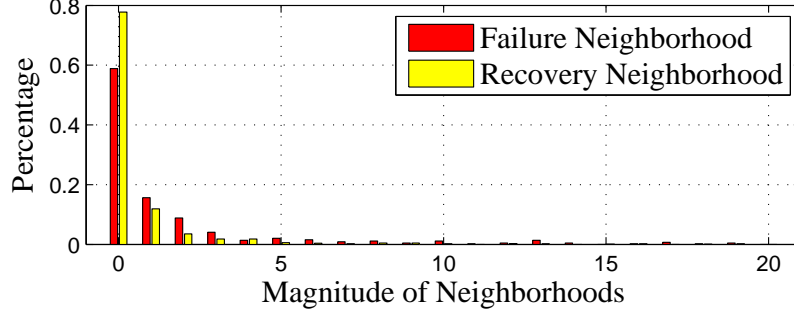 0.8
0.6
0.4
0.2
0
Percentage
Failure Neighborhood
Recovery Neighborhood
0 5 10 15 20
Magnitude of Neighborhoods